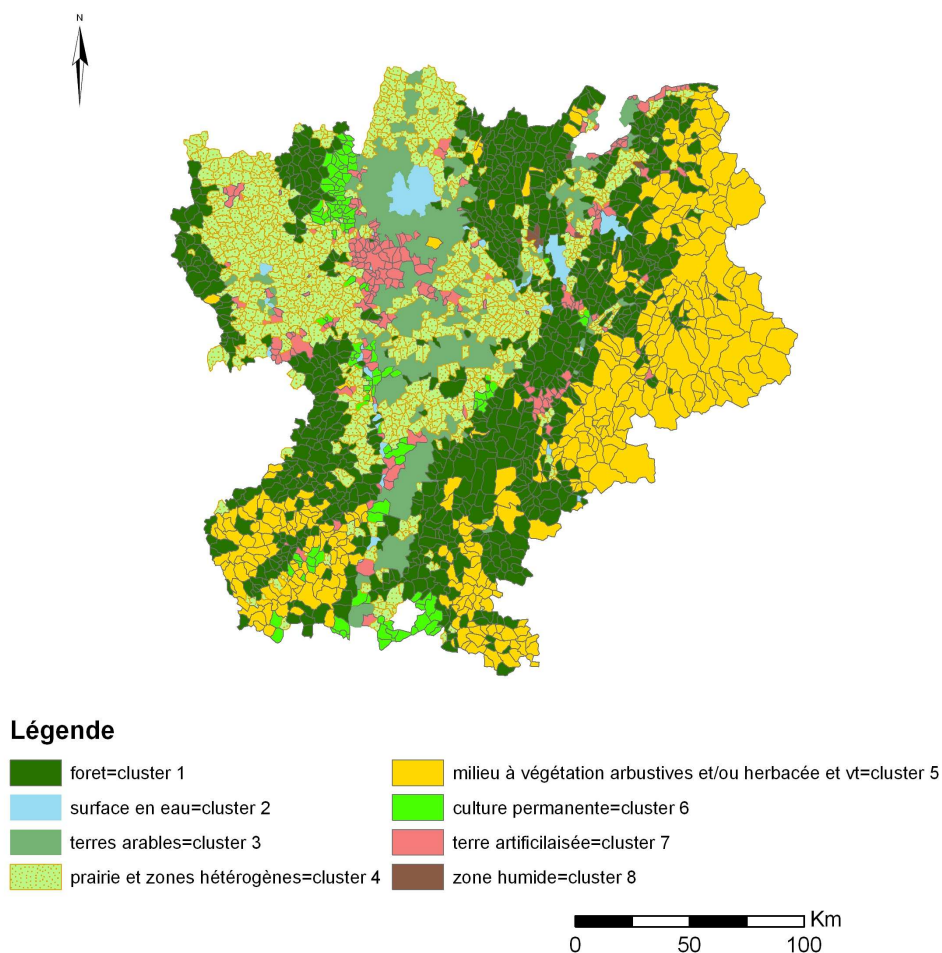 N
Légende
foret=cluster 1
surface en eau=cluster 2
terres arables=cluster 3
prairie et zones hétérogènes=cluster 4
milieu à végétation arbustives et/ou herbacée et vt=cluster 5
culture permanente=cluster 6
terre artificilaisée=cluster 7
zone humide=cluster 8
Km
0 50 100